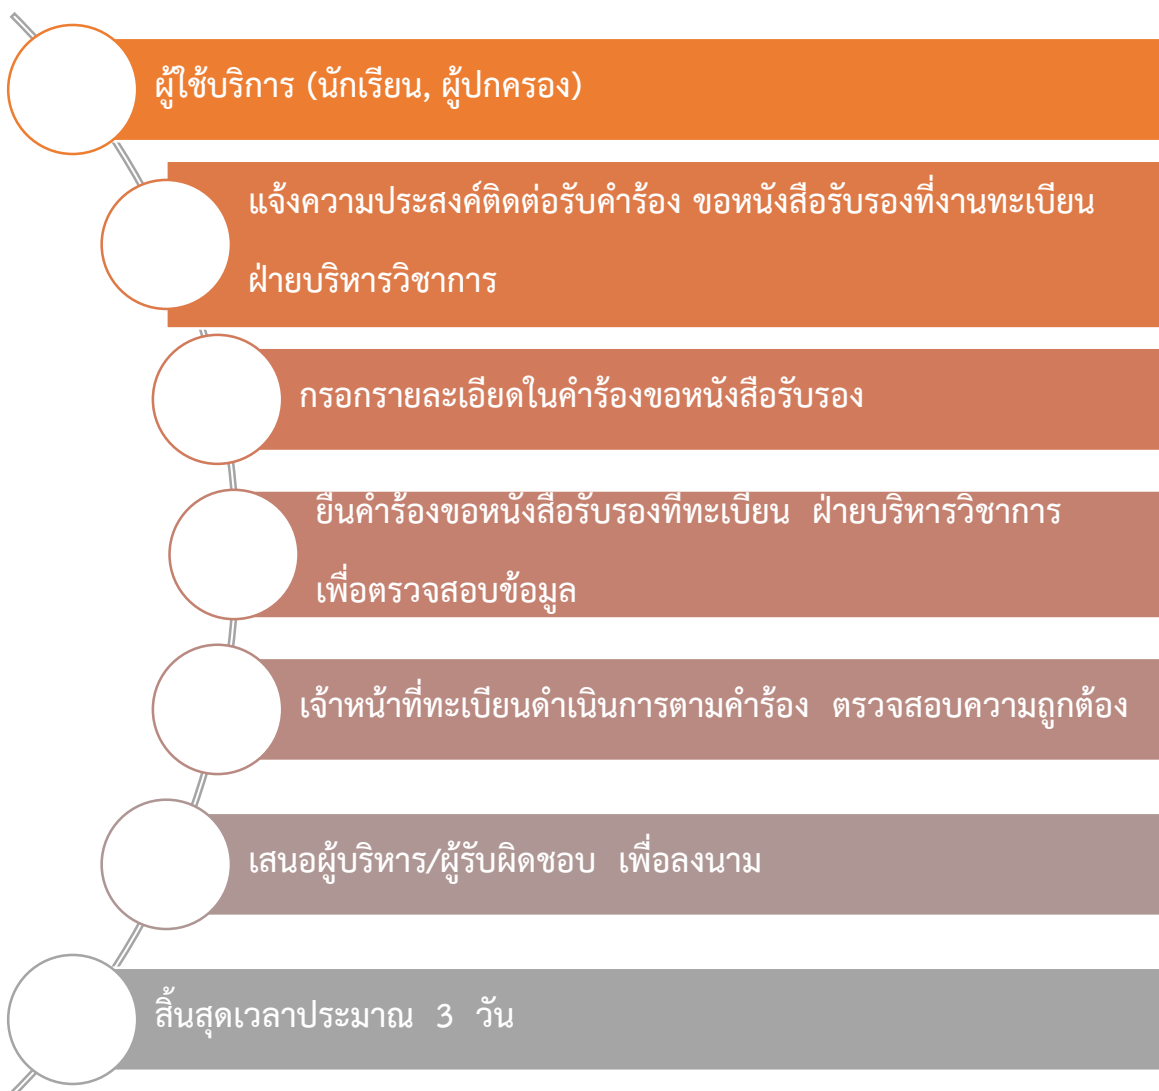 ผู้ใช้บริการ (นักเรียน, ผู้ปกครอง)
แจ้งความประสงค์ติดต่อรับคำร้อง ขอหนังสือรับรองที่งานทะเบียน
ฝ่ายบริหารวิชาการ
กรอกรายละเอียดในคำร้องขอหนังสือรับรอง
ยื่นคำร้องขอหนังสือรับรองที่ทะเบียน ฝ่ายบริหารวิชาการ
เพื่อตรวจสอบข้อมูล
เจ้าหน้าที่ทะเบียนดำเนินการตามคำร้อง ตรวจสอบความถูกต้อง
เสนอผู้บริหาร/ผู้รับผิดชอบ เพื่อลงนาม
สิ้นสุดเวลาประมาณ 3 วัน